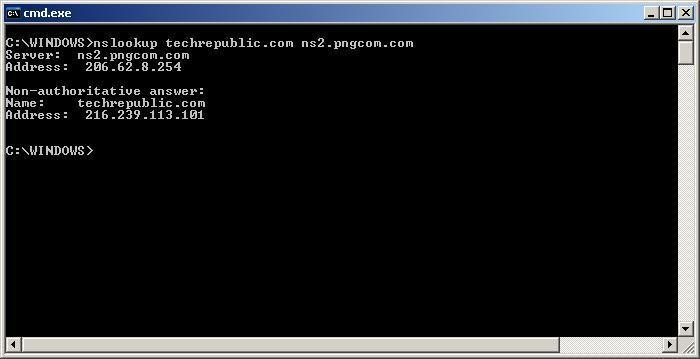 cmd.exe
C:\WINDOWS>nslookup techrepublic.com ns2.pngcom.com
Server:  ns2.pngcom.com
Address:  206.62.8.254
Non-authoritative answer:
Name:    techrepublic.com
Address:  216.239.113.101
C:\WINDOWS>